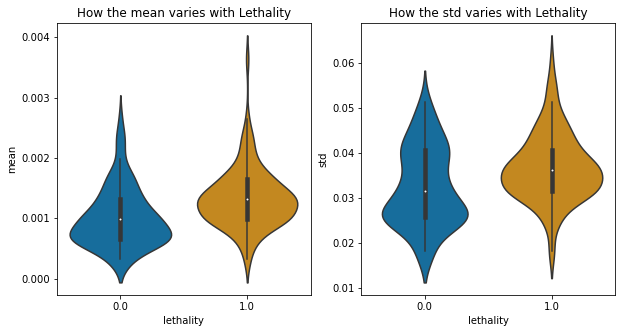 How the mean varies with Lethality
0.004
0.003
0.002
0.001
0.000
mean
0.0
1.0
lethality
How the std varies with Lethality
0.06
0.05
0.04
0.03
0.02
0.01
std
0.0
1.0
lethality